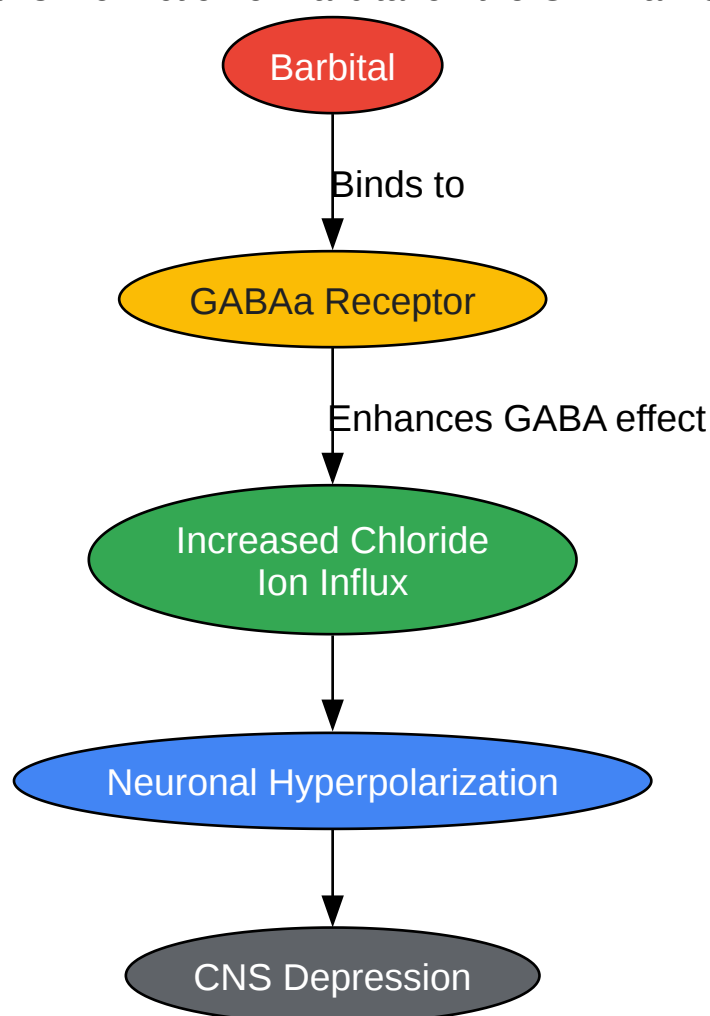 Barbital
Binds to
GABAa Receptor
Enhances GABA effect
Increased Chloride
Ion Influx
Neuronal Hyperpolarization
CNS Depression